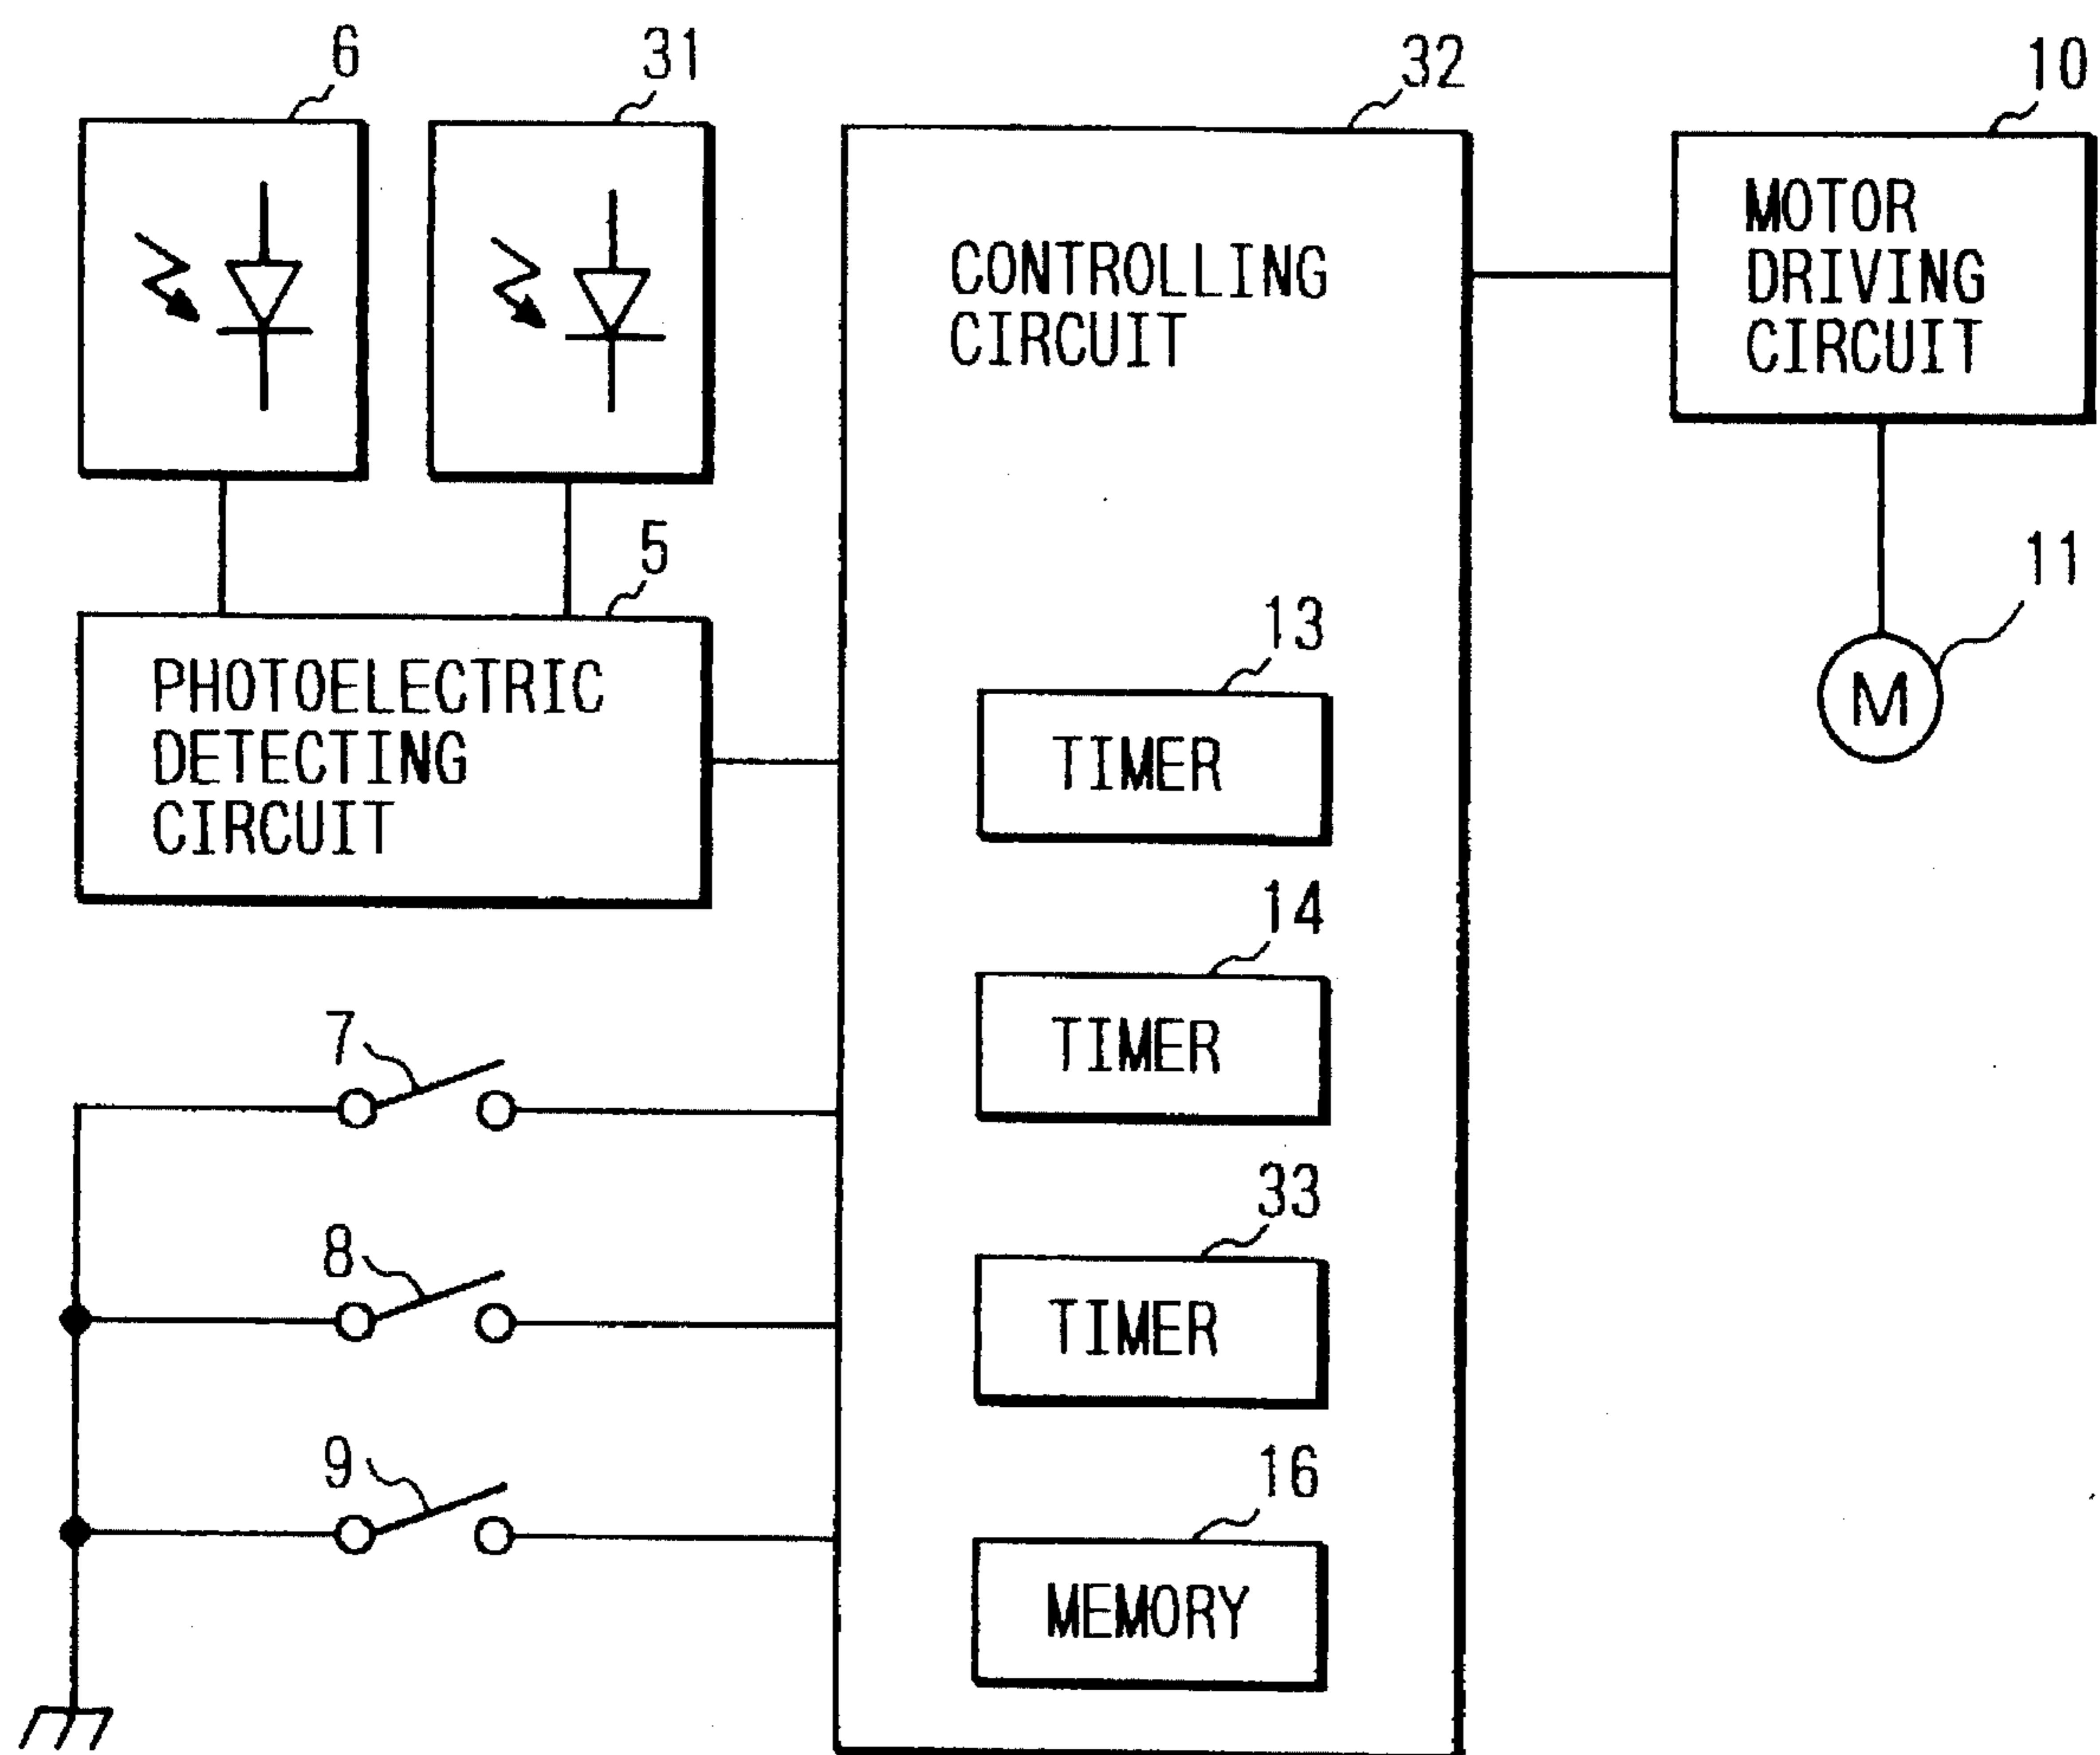 6
31
32
10
CONTROLLING
CIRCUIT
MOTOR
DRIVING
CIRCUIT
5
PHOTOELECTRIC
DETECTING
CIRCUIT
11
M
13
TIMER
14
TIMER
7
33
TIMER
8
9
16
MEMORY